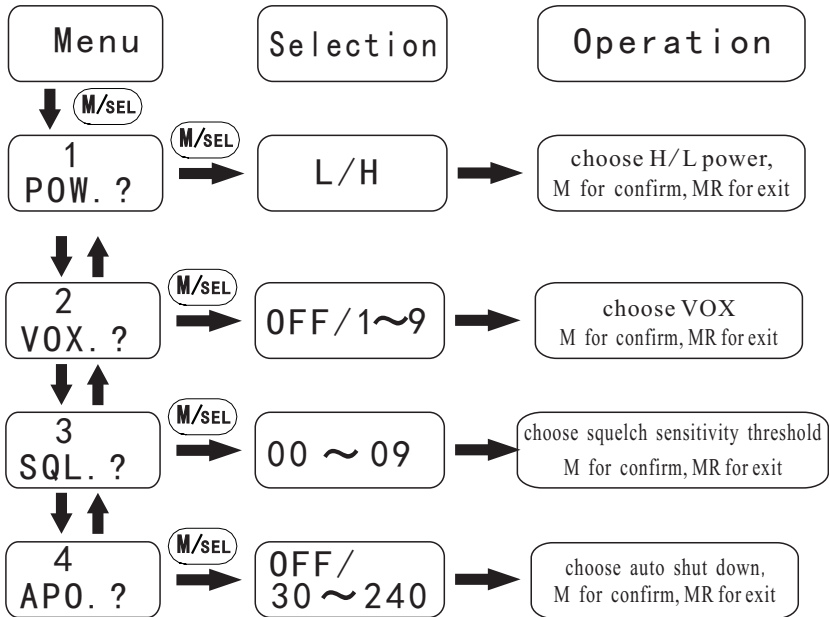 Menu
Selection
Operation
M/SEL
1
POW.?
M/SEL
L/H
choose H/L power,
M for confirm, MR for exit
2
VOX.?
M/SEL
OFF/1～9
choose VOX
M for confirm, MR for exit
3
SQL.?
M/SEL
00 ～ 09
choose squelch sensitivity threshold
M for confirm, MR for exit
4
APO.?
M/SEL
OFF/
30～240
choose auto shut down,
M for confirm, MR for exit